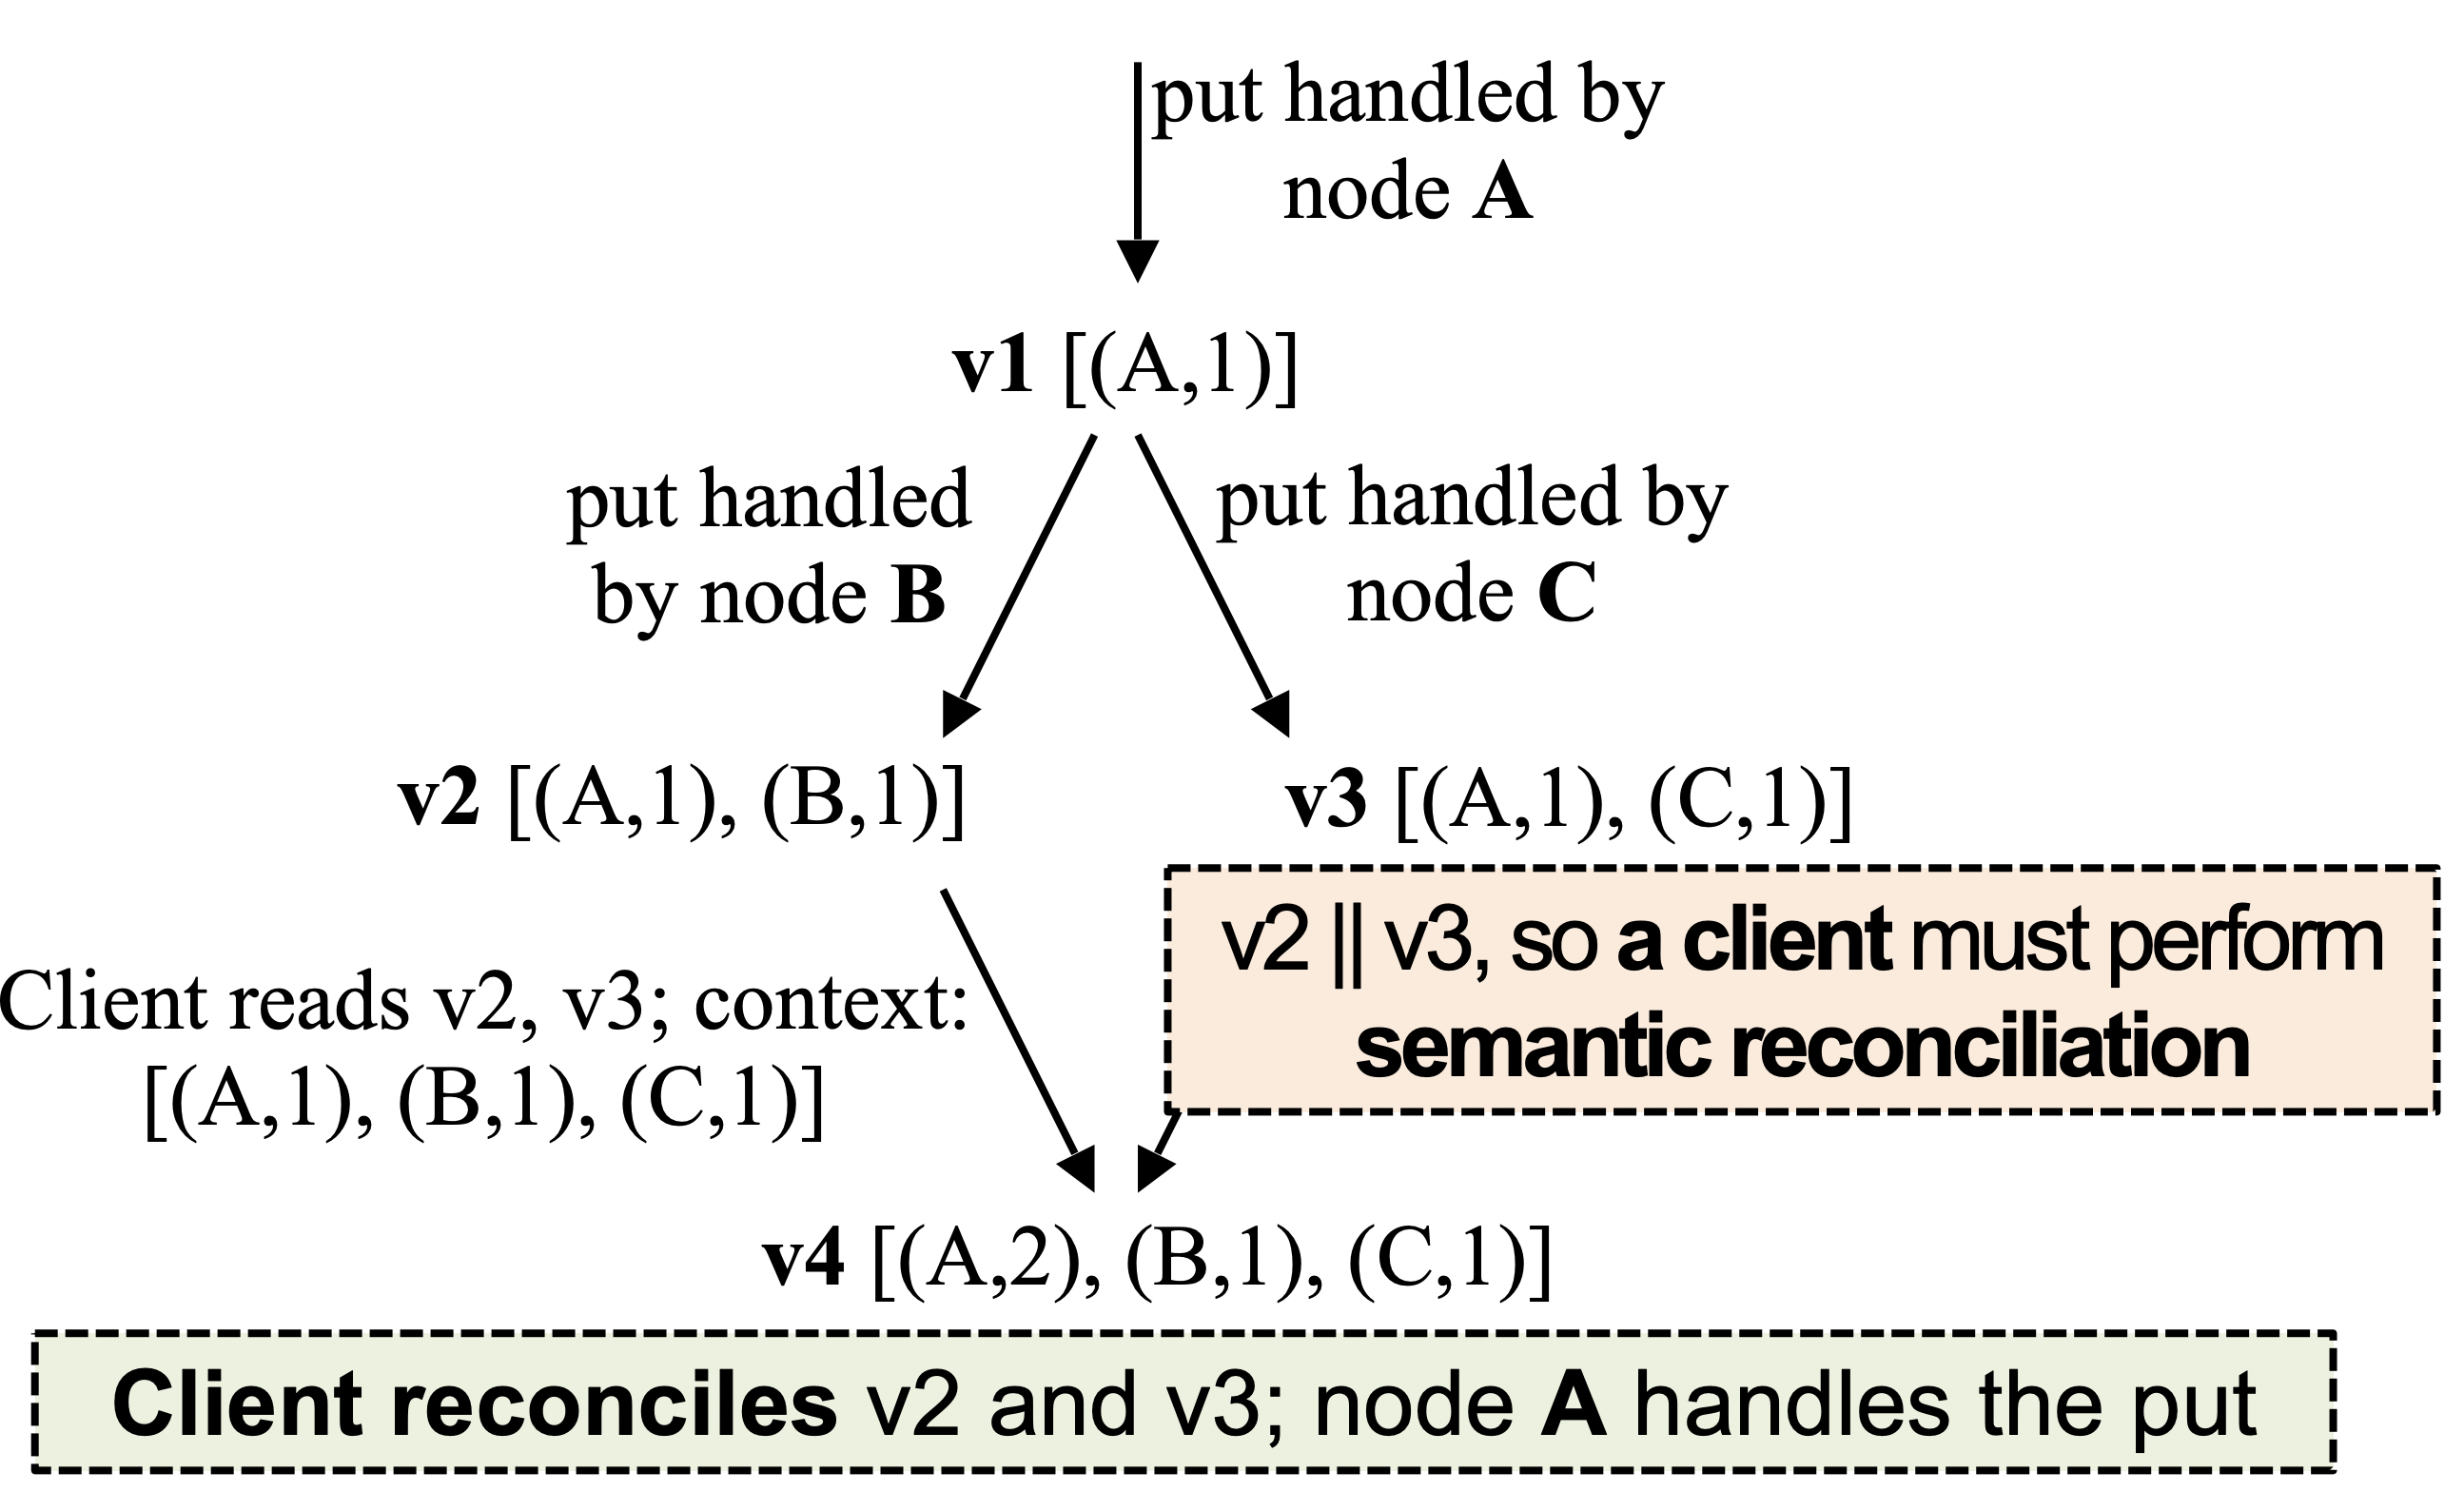 put handled by
node A
v1 [(A,1)]
put handled
by node B
put handled by
node C
v2 [(A,1), (B,1)]
v3 [(A,1), (C,1)]
v2 || v3, so a client must perform
semantic reconciliation
Client reads v2, v3; context:
[(A,1), (B,1), (C,1)]
v4 [(A,2), (B,1), (C,1)]
Client reconciles v2 and v3; node A handles the put